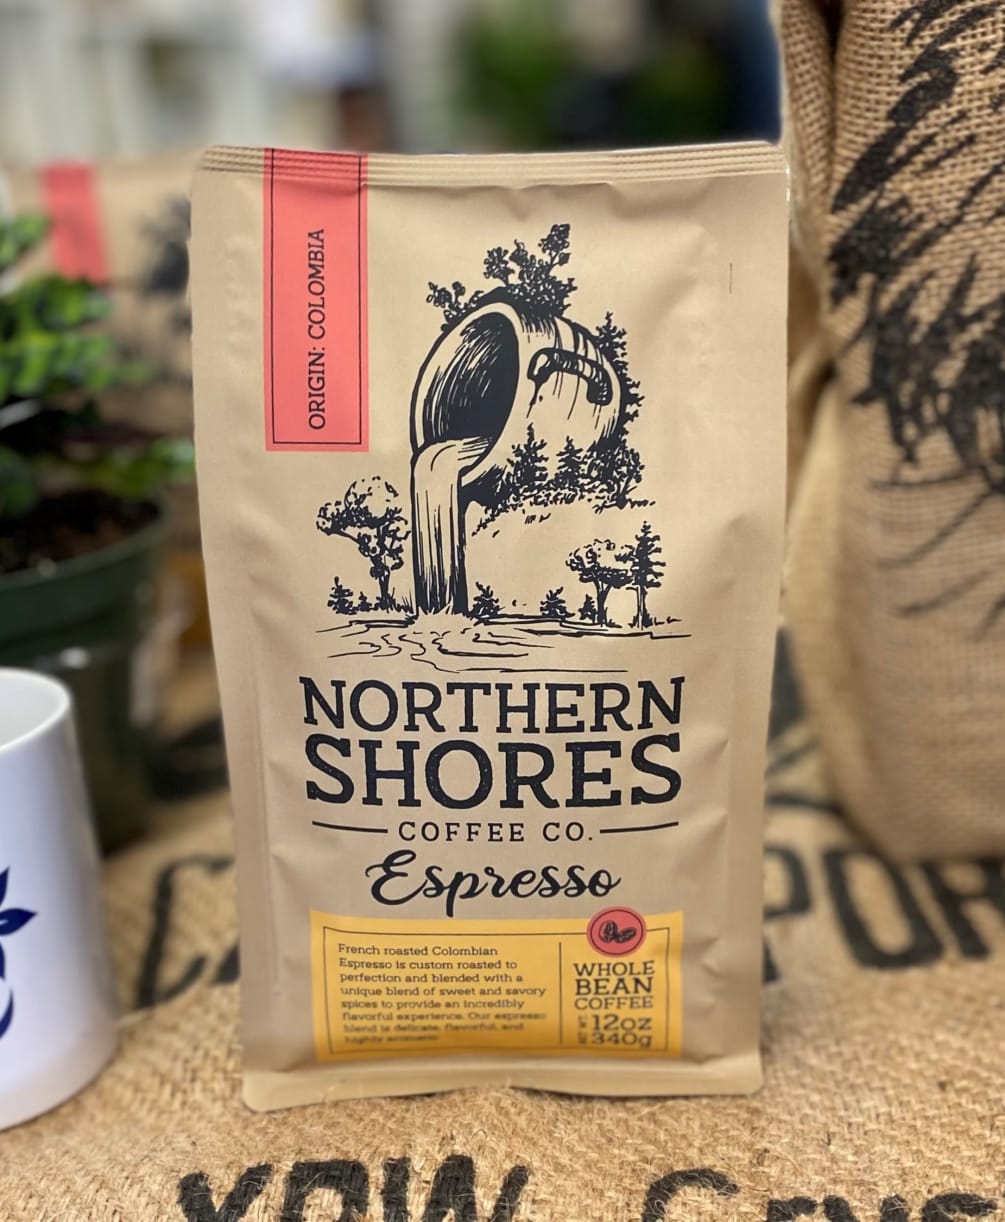 ORIGIN: COLOMBIA
NORTHERN
SHORES
COFFEE CO.
Espresso
French roasted Colombian
Espresso is custom roasted to
perfection and blended with a
unique blend of sweet and savory
spices to provide an incredibly
flavorful experience. Our espresso
blend is delicate, flavorful, and
highly aromatic
WHOLE
BEAN
COFFEE
12oz
340g